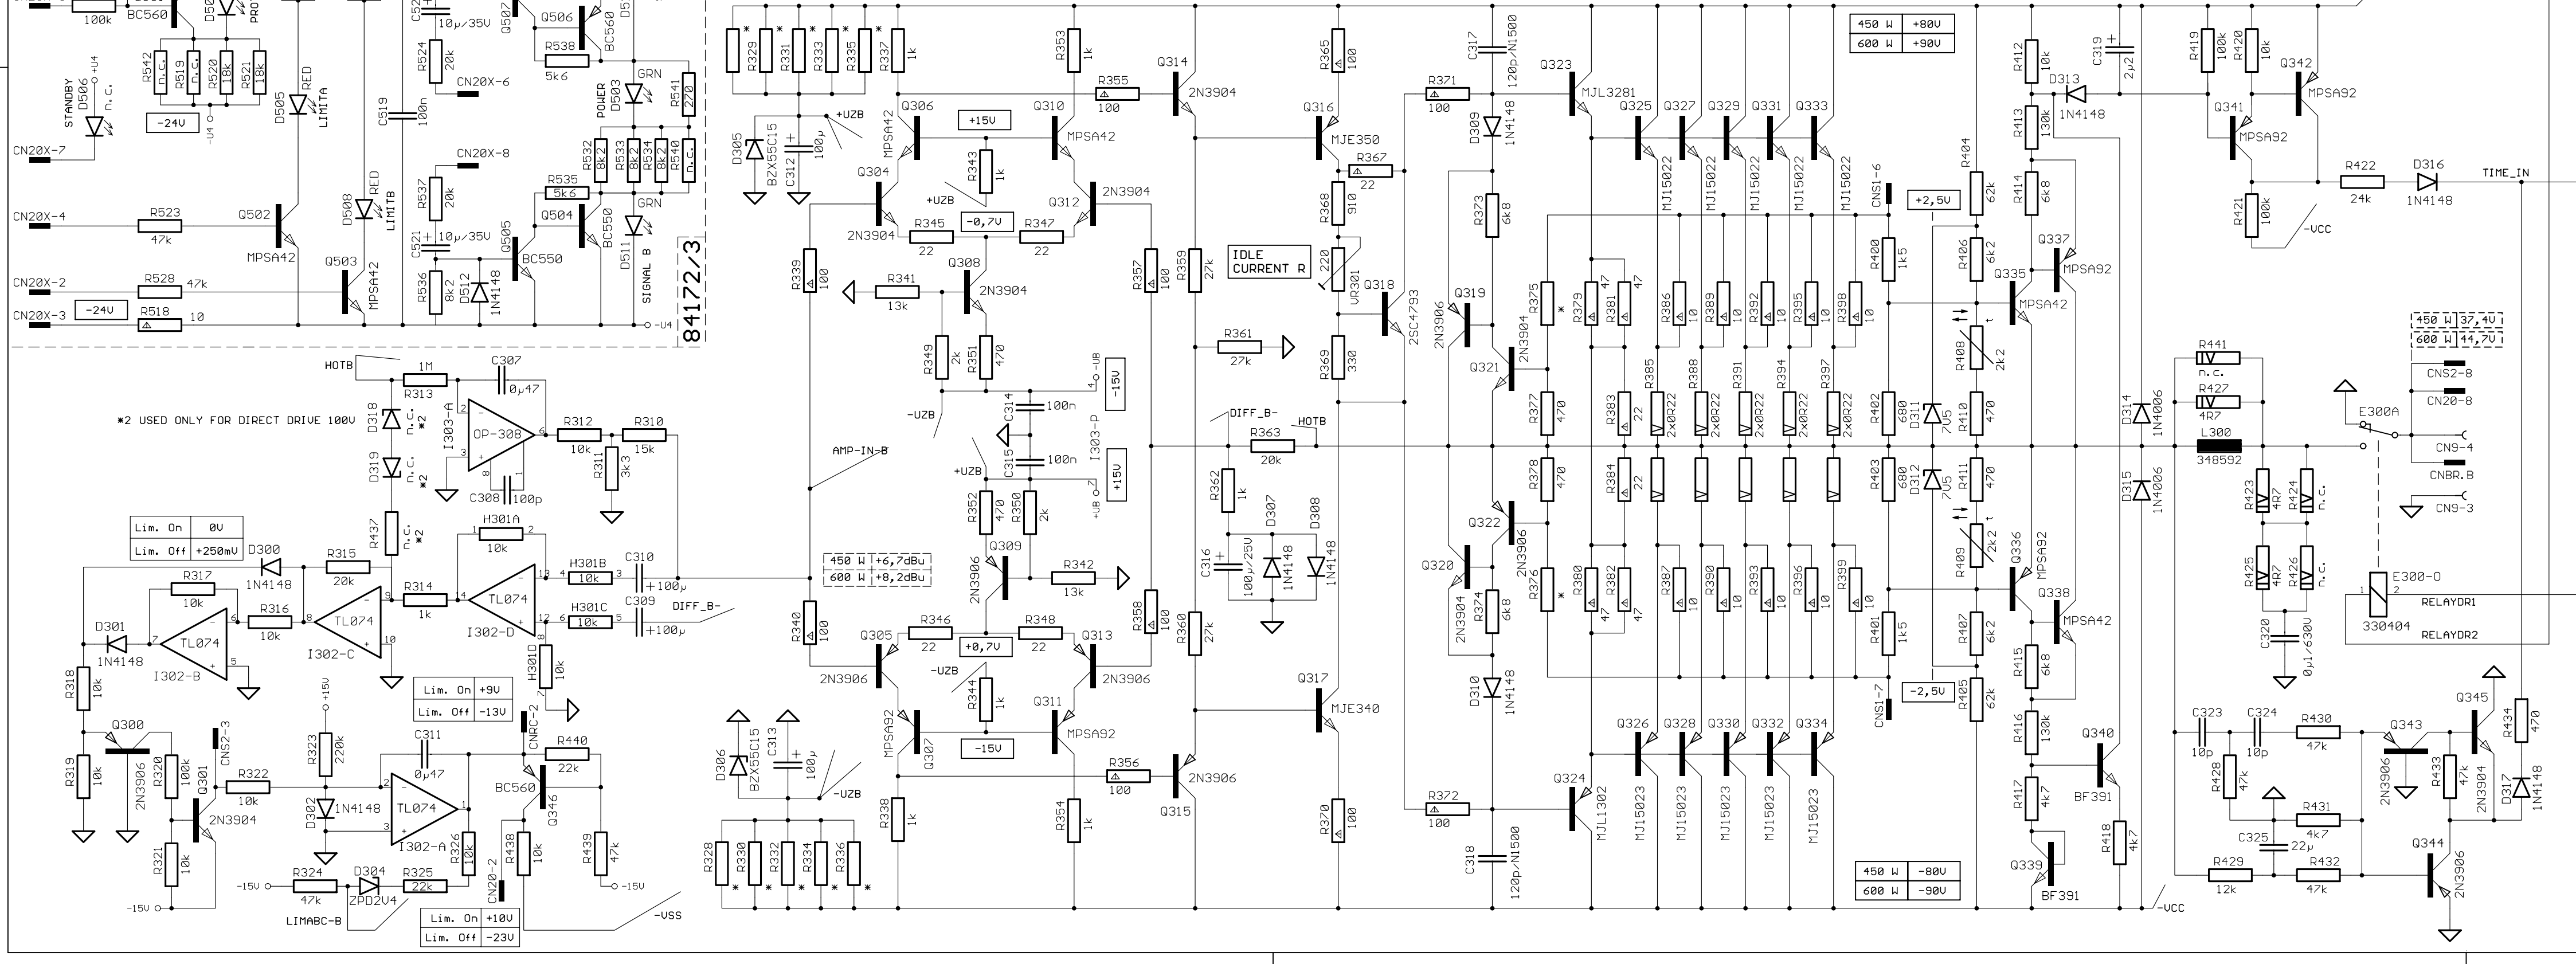 100k
BC560
R542
n.c.
R519
n.c.
R520
18k
R521
18k
-24V
-U4
STANDBY
D506
n.c.
+U4
D505
RED
LIMITA
CN20X-7
CN20X-4
R523
47k
Q502
MPSA42
CN20X-2
R528
47k
Q503
MPSA42
-24V
CN20X-3
R518
10
D508
RED
LIMITB
C519
100n
10µ/35V
R524
20k
CN20X-6
CN20X-8
R537
20k
C521
10µ/35V
R536
8k2
D512
1N4148
Q505
BC550
Q507
Q506
BC560
R538
5k6
POWER
D503
GRN
R541
270
R532
8k2
R533
8k2
R534
8k2
R540
n.c.
R535
5k6
Q504
BC550
GRN
D511
SIGNAL B
-U4
84172/3
HOTB
1M
R313
C307
0µ47
*2 USED ONLY FOR DIRECT DRIVE 100V
D318
n.c.
*2
D319
n.c.
*2
R437
n.c.
*2
I303-A
OP-308
C308
100p
R312
10k
R310
15k
R311
3k3
Lim. On 0V
Lim. Off +250mV
D300
1N4148
R315
20k
R317
10k
R316
10k
TL074
I302-B
TL074
I302-C
R314
1k
TL074
I302-D
H301A
10k
H301B
10k
H301C
10k
H301D
10k
C310
+100µ
C309
+100µ
DIFF_B-
D301
1N4148
R318
10k
R319
10k
Q300
2N3906
R320
100k
Q301
2N3904
R321
10k
-15V
CNS2-3
R322
10k
R323
220k
+15V
D302
1N4148
Lim. On +9V
Lim. Off -13V
C311
0µ47
TL074
I302-A
R326
10k
CNRC-2
R440
22k
BC560
Q346
R438
10k
R439
47k
-15V
CN20-2
-15V
R324
47k
D304
ZPD2V4
R325
22k
LIMABC-B
Lim. On +10V
Lim. Off -23V
-VSS
* R329
* R331
* R333
* R335
* R337
1k
D305
BZX55C15
C312
100µ
+UZB
Q306
MPSA42
+15V
Q310
MPSA42
R353
1k
R355
100
Q314
2N3904
R343
1k
+UZB
Q304
2N3904
-0,7V
Q312
2N3904
R345
22
R347
22
R339
100
R341
13k
Q308
2N3904
R349
2k
R351
470
-UZB
C314
100n
C315
100n
-UB
-15V
I303-P
+15V
+UB
+UZB
AMP-IN-B
R352
470
R350
2k
Q309
2N3906
R342
13k
450 W +6,7dBu
600 W +8,2dBu
R340
100
Q305
2N3906
R346
22
R348
22
+0,7V
Q313
2N3906
-UZB
R344
1k
MPSA92
Q307
-15V
Q311
MPSA92
D306
BZX55C15
C313
100µ
-UZB
R356
100
2N3906
Q315
R338
1k
R354
1k
R328
*
R330
*
R332
*
R334
*
R336
*
R357
100
R358
100
R359
27k
R360
27k
R361
27k
DIFF_B-
HOTB
R363
20k
R362
1k
D307
1N4148
D308
1N4148
C316
100µ/25V
R365
100
Q316
MJE350
R367
22
R368
910
IDLE
CURRENT R
220
VR301
R369
330
Q318
2SC4793
Q317
MJE340
R370
100
R371
100
C317
120p/N1500
D309
1N4148
R373
6k8
Q319
2N3906
Q321
2N3904
Q322
2N3906
Q320
2N3904
R374
6k8
D310
1N4148
R372
100
C318
120p/N1500
Q323
MJL3281
Q324
MJL1302
Q325
MJ15022
Q327
MJ15022
Q329
MJ15022
Q331
MJ15022
Q333
MJ15022
R375
*
R379
47
R381
47
R386
10
R389
10
R392
10
R395
10
R398
10
R377
470
R383
22
R385
2x0R22
R388
2x0R22
R391
2x0R22
R394
2x0R22
R397
2x0R22
R378
470
R384
22
R376
*
R380
47
R382
47
R387
10
R390
10
R393
10
R396
10
R399
10
Q326
MJ15023
Q328
MJ15023
Q330
MJ15023
Q332
MJ15023
Q334
MJ15023
450 W +80V
600 W +90V
450 W -80V
600 W -90V
CNS1-6
R400
1k5
R402
680
R403
680
R401
1k5
CNS1-7
+2,5V
-2,5V
D311
7V5
D312
7V5
R404
62k
R406
6k2
R408
2k2
t
R410
470
R411
470
R409
2k2
t
R407
6k2
R405
62k
Q335
MPSA42
Q337
MPSA92
Q336
MPSA92
Q338
MPSA42
R412
10k
R413
130k
R414
6k8
R415
6k8
R416
130k
R417
4k7
Q339
BF391
Q340
BF391
R418
4k7
-VCC
D313
1N4148
C319
2µ2
R419
100k
R420
10k
Q342
MPSA92
Q341
MPSA92
R421
100k
-VCC
R422
24k
D316
1N4148
TIME_IN
D314
1N4006
D315
1N4006
R441
n.c.
R427
4R7
L300
348592
R423
4R7
R424
n.c.
R425
4R7
R426
n.c.
C320
0µ1/630V
450 W 37,4V
600 W 44,7V
CNS2-8
CN20-8
E300A
CN9-4
CNBR.B
CN9-3
E300-0
330404
RELAYDR1
RELAYDR2
C323
10p
C324
10p
R430
47k
R428
47k
R431
4k7
C325
22µ
R429
12k
R432
47k
Q343
2N3906
R433
47k
Q345
2N3904
Q344
2N3906
R434
470
D317
1N4148